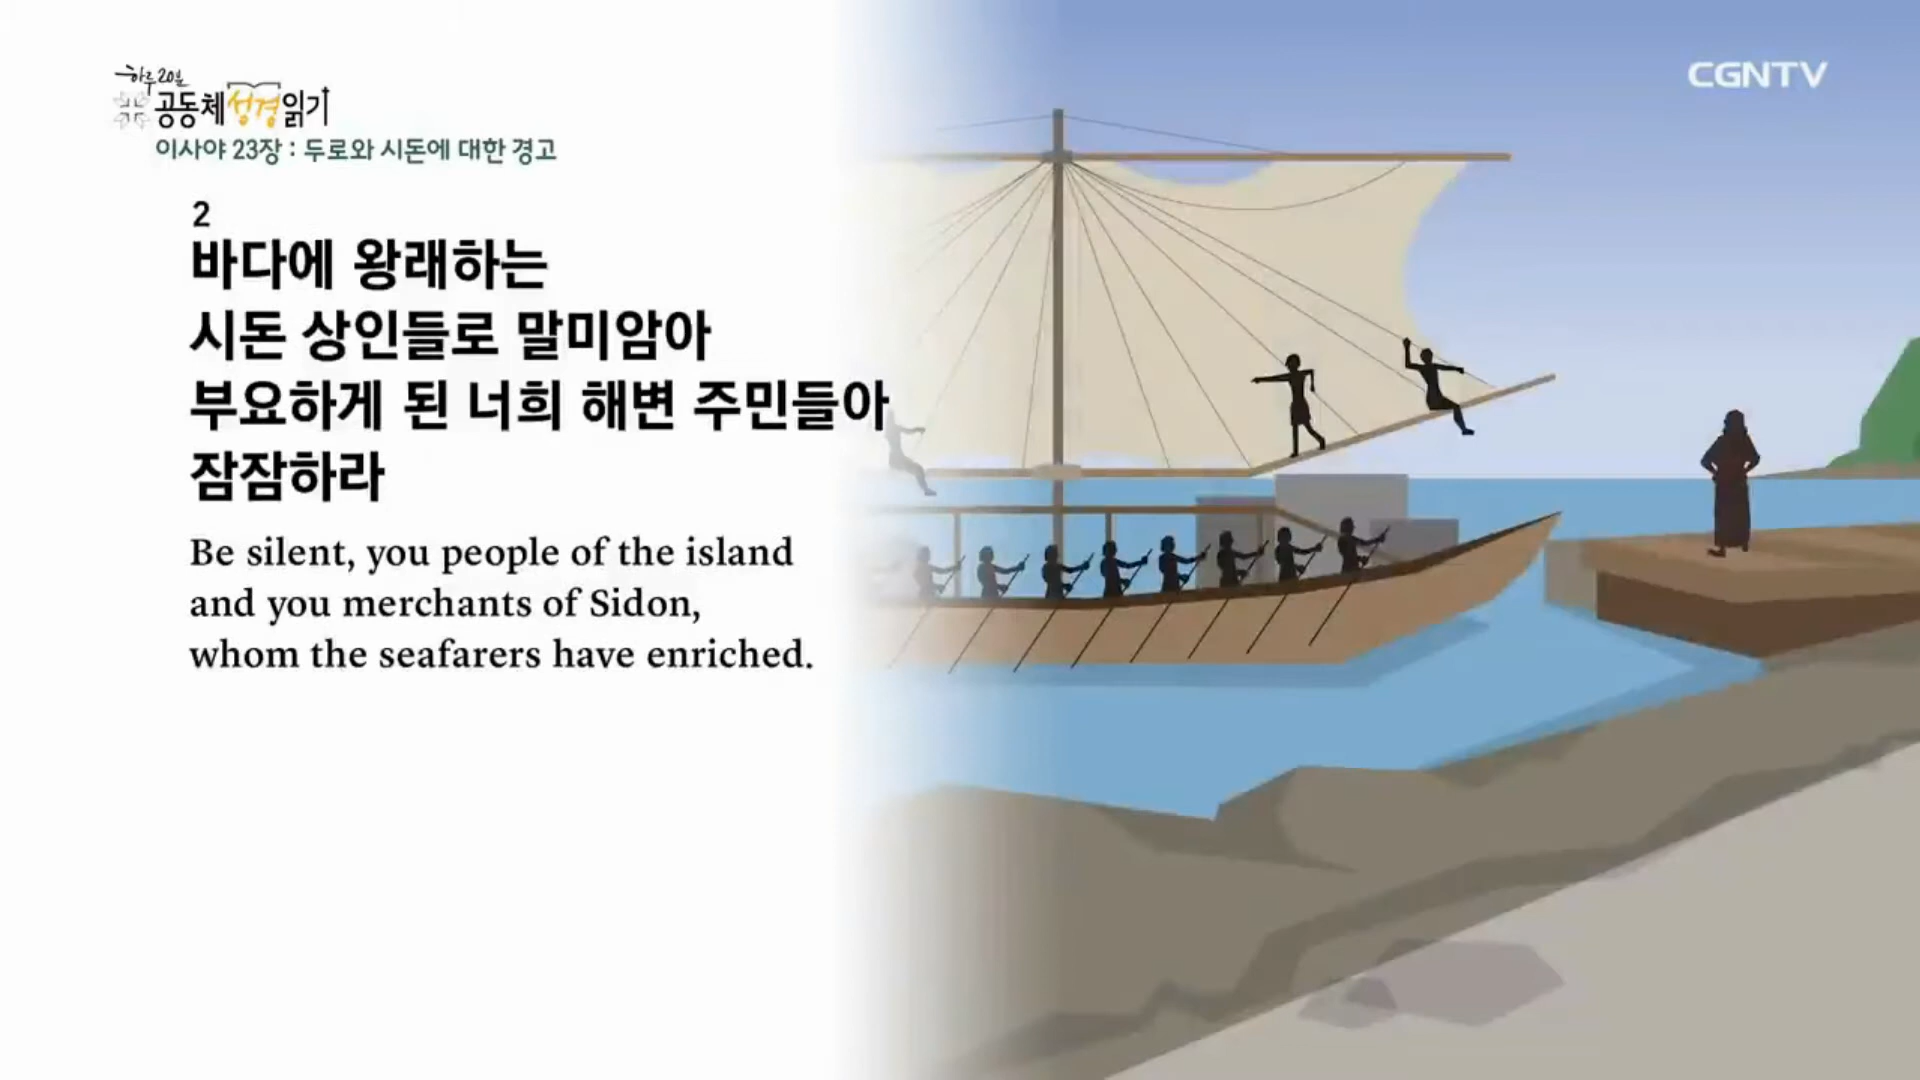 하루 20분
공동체성경읽기
CGNTV
이사야 23장 : 두로와 시돈에 대한 경고
2
바다에 왕래하는
시돈 상인들로 말미암아
부요하게 된 너희 해변 주민들아
잠잠하라
Be silent, you people of the island
and you merchants of Sidon,
whom the seafarers have enriched.